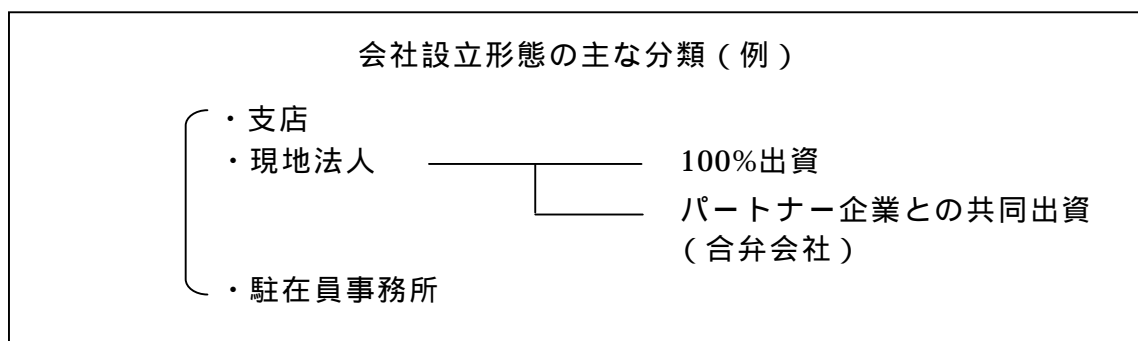 会社設立形態の主な分類（例）
・支店
・現地法人 100%出資
パートナー企業との共同出資
（合弁会社）
・駐在員事務所